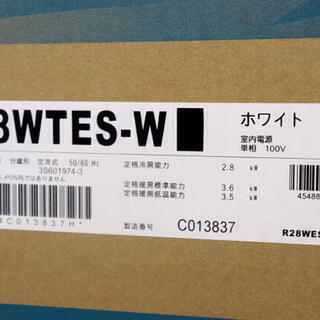 8WTES-W
ホワイト
分離形 空冷式 50/60 Hz
3S601974-3
POS用ではありません
室内電源
単相 100V
定格冷房能力 2.8 kW
定格暖房標準能力 3.6 kW
定格暖房低温能力 3.5 kW
45488
C013837H*
製造番号 C013837
R28WES